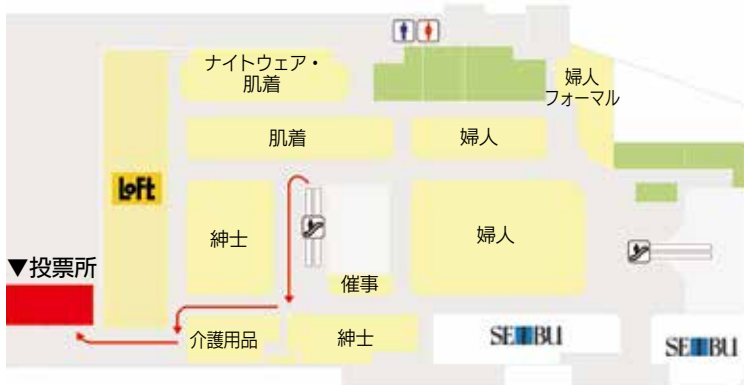 ナイトウェア・
肌着
婦人
フォーマル
肌着
婦人
LoFt
紳士
婦人
▼投票所
催事
介護用品
紳士
SEIBU
SEIBU